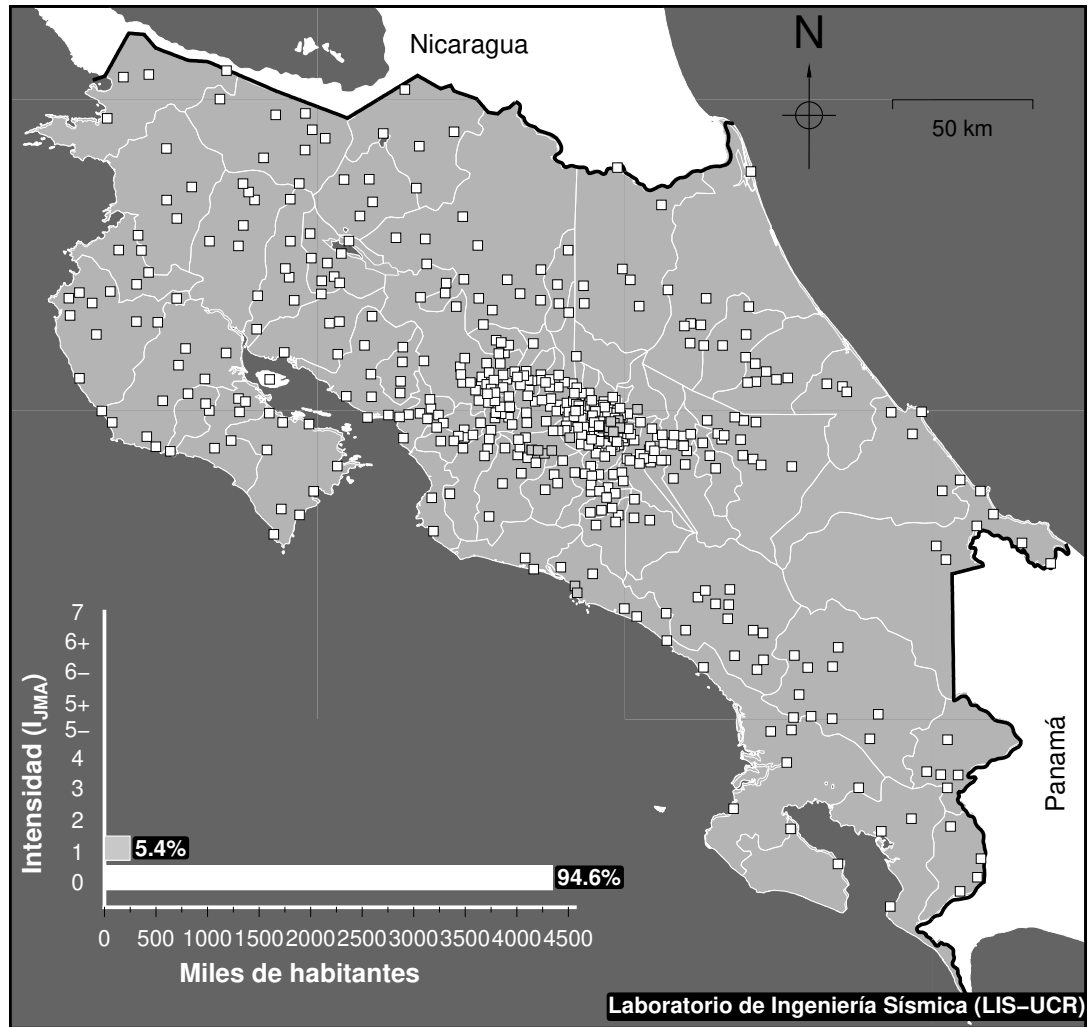 Nicaragua
N
50 km
Panamá
Intensidad (I_JMA)
7
6+
6−
5+
5−
4
3
2
1
0
5.4%
94.6%
0 500 1000 1500 2000 2500 3000 3500 4000 4500
Miles de habitantes
Laboratorio de Ingeniería Sísmica (LIS−UCR)